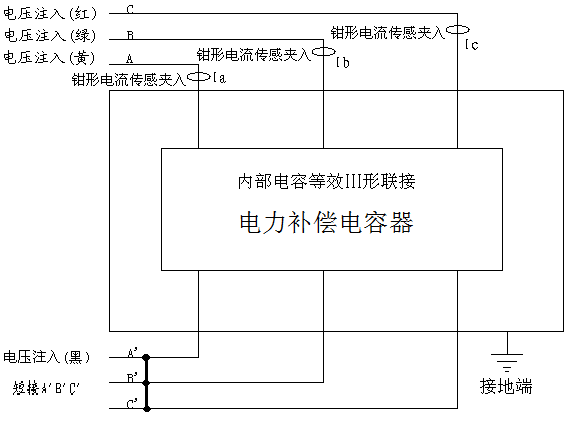 电压注入(红) C
电压注入(绿) B
电压注入(黄) A
钳形电流传感夹入 Ic
钳形电流传感夹入 Ib
钳形电流传感夹入 Ia
内部电容等效III形联接
电力补偿电容器
电压注入(黑) A'
短接A'B'C' B'
C'
接地端